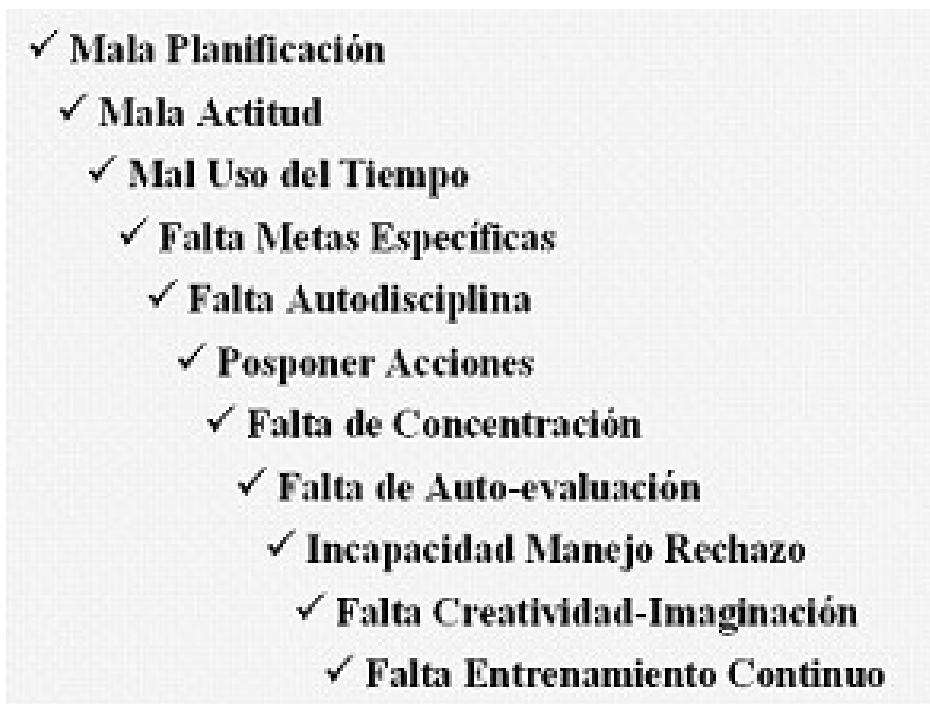 ✓ Mala Planificación
✓ Mala Actitud
✓ Mal Uso del Tiempo
✓ Falta Metas Específicas
✓ Falta Autodisciplina
✓ Posponer Acciones
✓ Falta de Concentración
✓ Falta de Auto-evaluación
✓ Incapacidad Manejo Rechazo
✓ Falta Creatividad-Imaginación
✓ Falta Entrenamiento Continuo